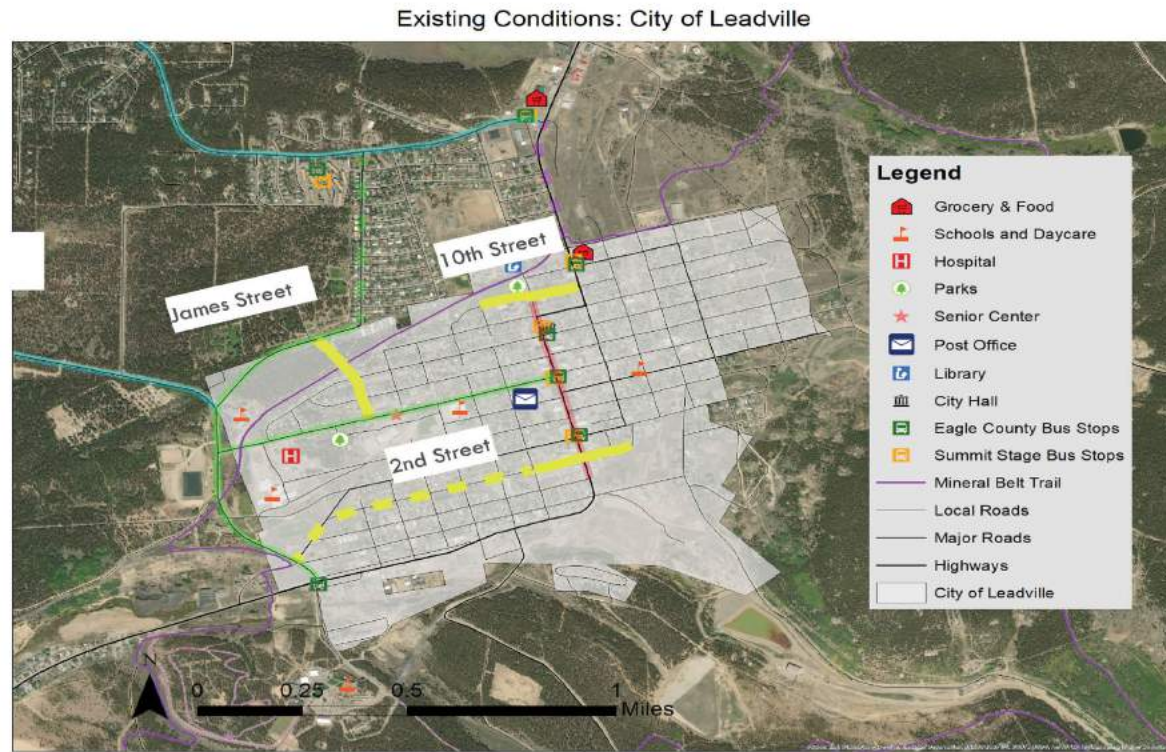 Existing Conditions: City of Leadville
10th Street
James Street
2nd Street
Legend
Grocery & Food
Schools and Daycare
Hospital
Parks
Senior Center
Post Office
Library
City Hall
Eagle County Bus Stops
Summit Stage Bus Stops
Mineral Belt Trail
Local Roads
Major Roads
Highways
City of Leadville
H
H
N
0 0.25 0.5 1
Miles